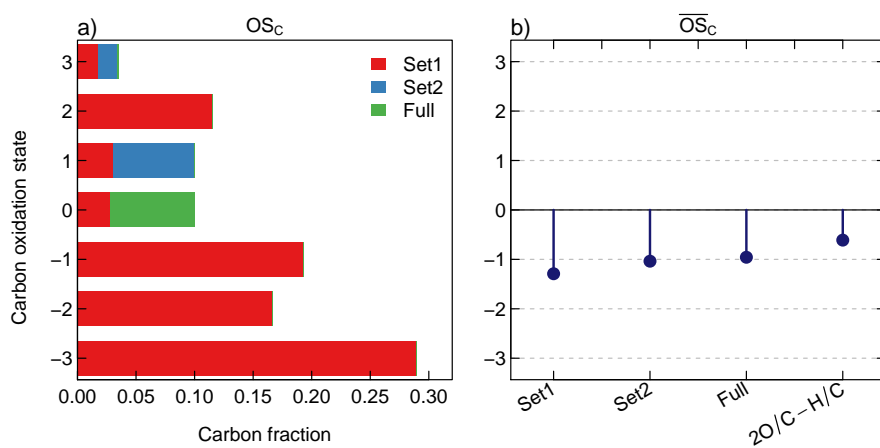 a)
OSC
Carbon oxidation state
3
2
1
0
−1
−2
−3
Set1
Set2
Full
0.00 0.05 0.10 0.15 0.20 0.25 0.30
Carbon fraction
b)
OSC
3
2
1
0
−1
−2
−3
Set1 Set2 Full 2O/C−H/C